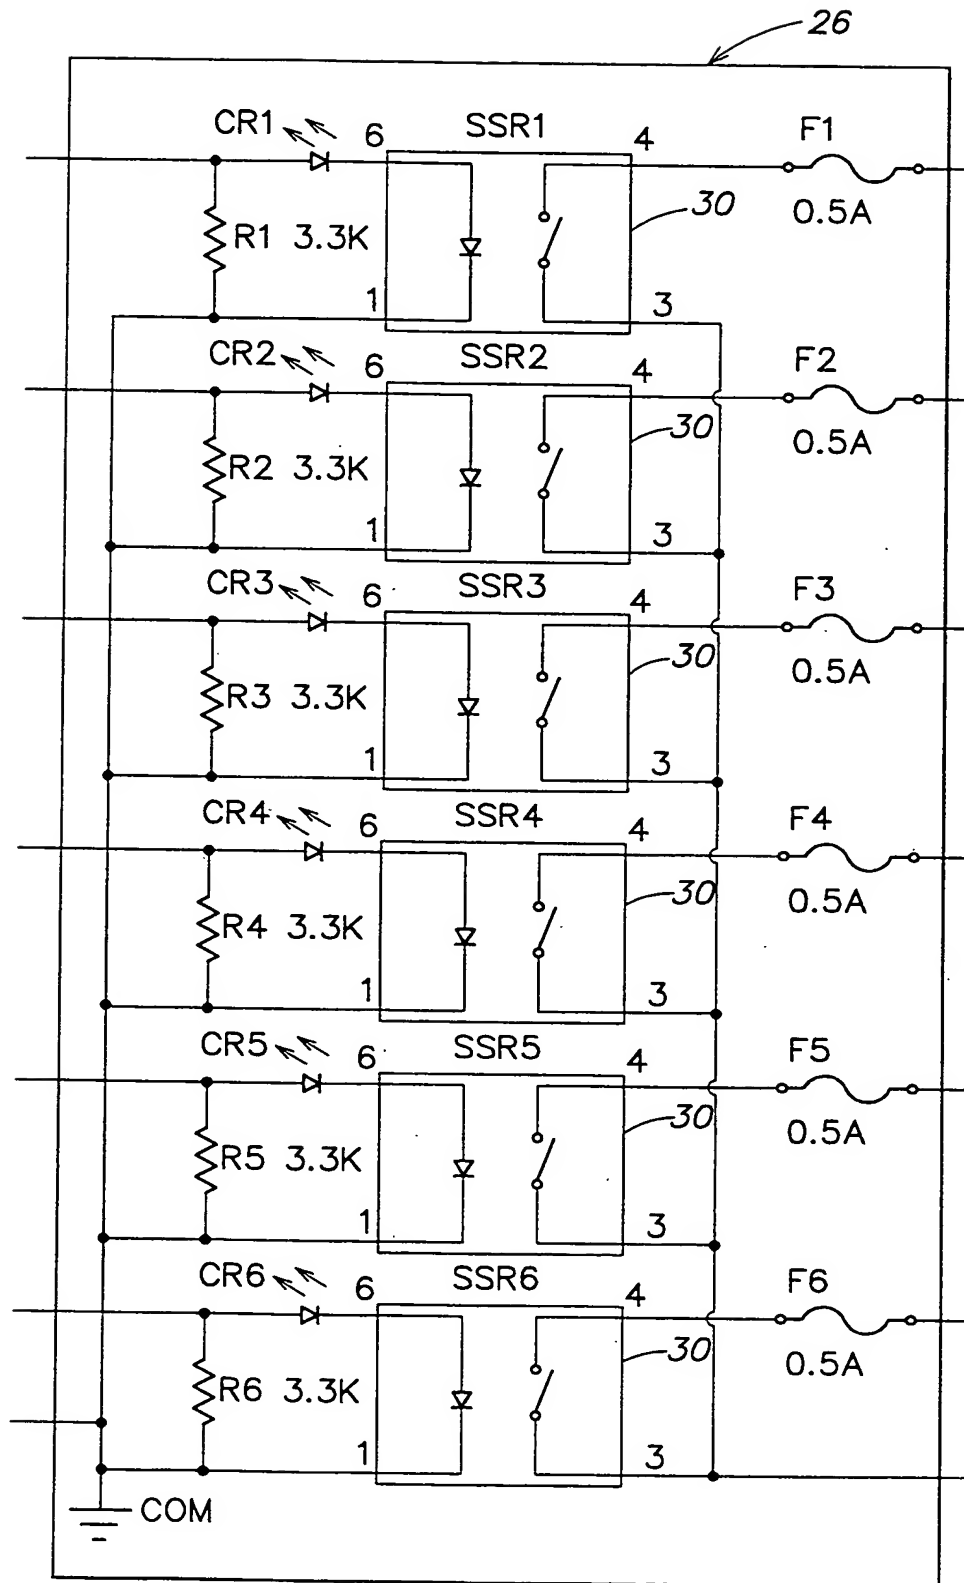 26
CR1 6 SSR1 4 F1
R1 3.3K 30 0.5A
1 3
CR2 6 SSR2 4 F2
R2 3.3K 30 0.5A
1 3
CR3 6 SSR3 4 F3
R3 3.3K 30 0.5A
1 3
CR4 6 SSR4 4 F4
R4 3.3K 30 0.5A
1 3
CR5 6 SSR5 4 F5
R5 3.3K 30 0.5A
1 3
CR6 6 SSR6 4 F6
R6 3.3K 30 0.5A
1 3
COM